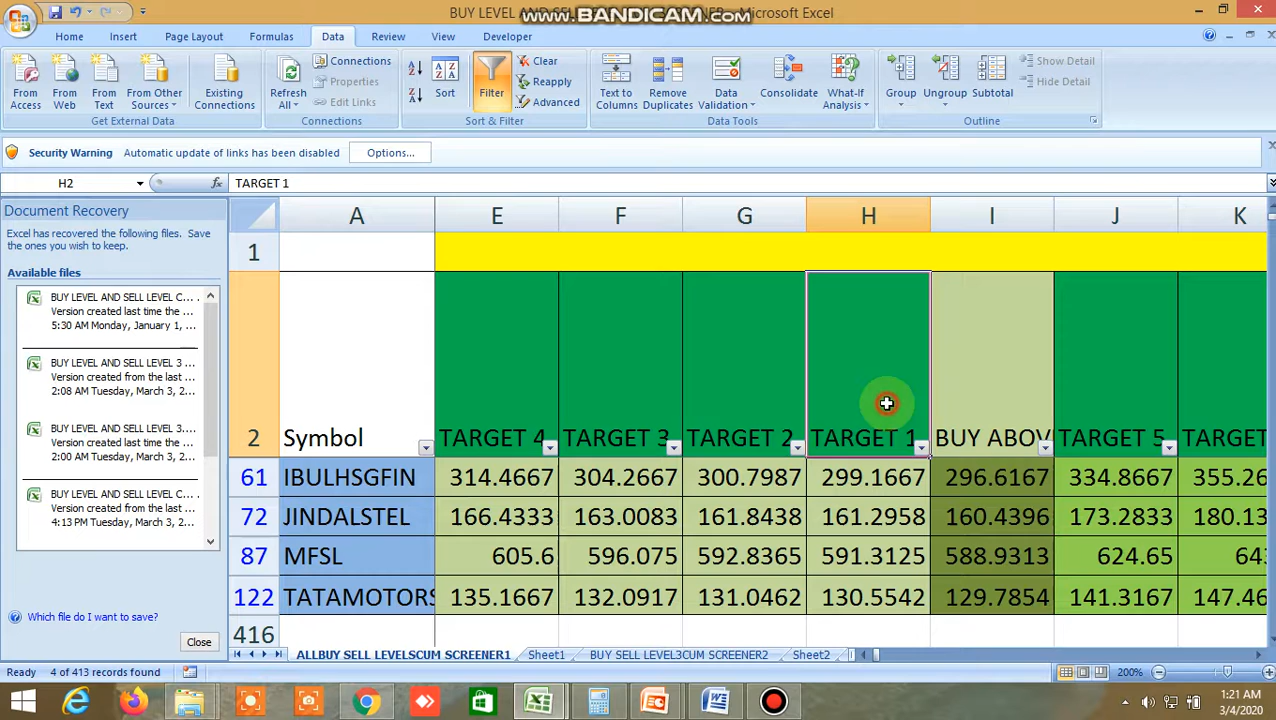 BUY LEVEL AND SELL
www.BANDICAM.com
SCREENER - Microsoft Excel
Home Insert Page Layout Formulas Data Review View Developer
From Access
From Web
From Text
From Other Sources
Existing Connections
Get External Data
Refresh All
Connections
Properties
Edit Links
Connections
Sort
Filter
Clear
Reapply
Advanced
Sort & Filter
Text to Columns
Remove Duplicates
Data Validation
Consolidate
What-If Analysis
Data Tools
Group
Ungroup
Subtotal
Show Detail
Hide Detail
Outline
Security Warning Automatic update of links has been disabled Options...
H2 fx TARGET 1
Document Recovery
Excel has recovered the following files. Save
the ones you wish to keep.
Available files
BUY LEVEL AND SELL LEVEL C... .
Version created last time the ...
5:30 AM Monday, January 1, ...
BUY LEVEL AND SELL LEVEL 3 ...
Version created from the last ...
2:08 AM Tuesday, March 3, 2...
BUY LEVEL AND SELL LEVEL 3...
Version created last time the ...
2:00 AM Tuesday, March 3, 2...
BUY LEVEL AND SELL LEVEL 3...
Version created from the last ...
4:13 PM Tuesday, March 3, 2...
Which file do I want to save?
Close
A E F G H I J K
1
2 Symbol TARGET 4 TARGET 3 TARGET 2 TARGET 1 BUY ABOV TARGET 5 TARGET
61 IBULHSGFIN 314.4667 304.2667 300.7987 299.1667 296.6167 334.8667 355.26
72 JINDALSTEL 166.4333 163.0083 161.8438 161.2958 160.4396 173.2833 180.13
87 MFSL 605.6 596.075 592.8365 591.3125 588.9313 624.65 643
122 TATAMOTORS 135.1667 132.0917 131.0462 130.5542 129.7854 141.3167 147.46
416
ALLBUY SELL LEVELSCUM SCREENER1 Sheet1 BUY SELL LEVEL3CUM SCREENER2 Sheet2
Ready 4 of 413 records found 200%
1:21 AM
3/4/2020